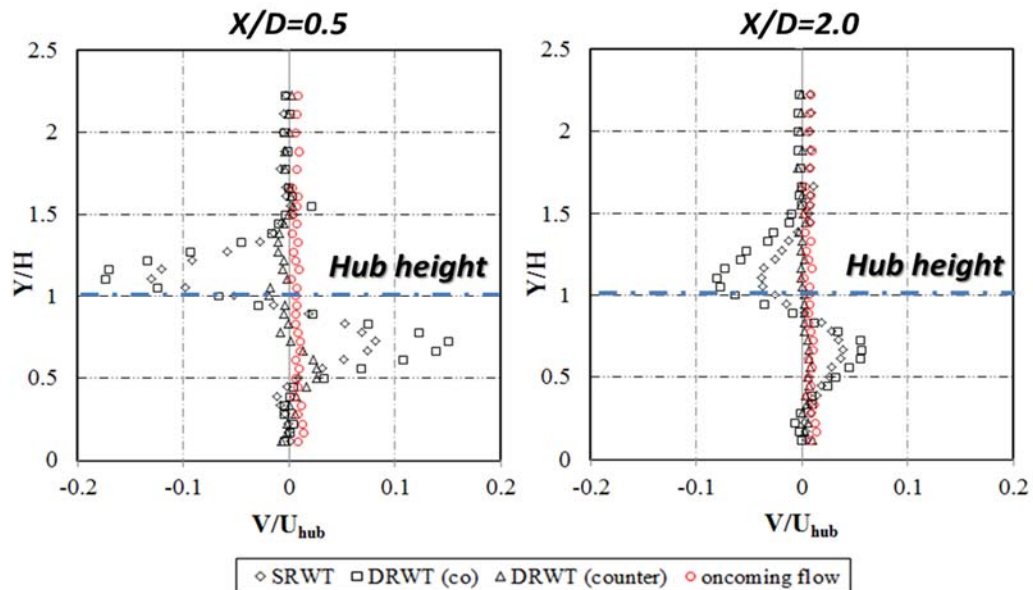 X/D=0.5
2.5
2
1.5
1
0.5
0
Y/H
Hub height
-0.2
-0.1
0
0.1
0.2
V/Uhub
X/D=2.0
2.5
2
1.5
1
0.5
0
Y/H
Hub height
-0.2
-0.1
0
0.1
0.2
V/Uhub
◇ SRWT □ DRWT (co) △ DRWT (counter) ○ oncoming flow